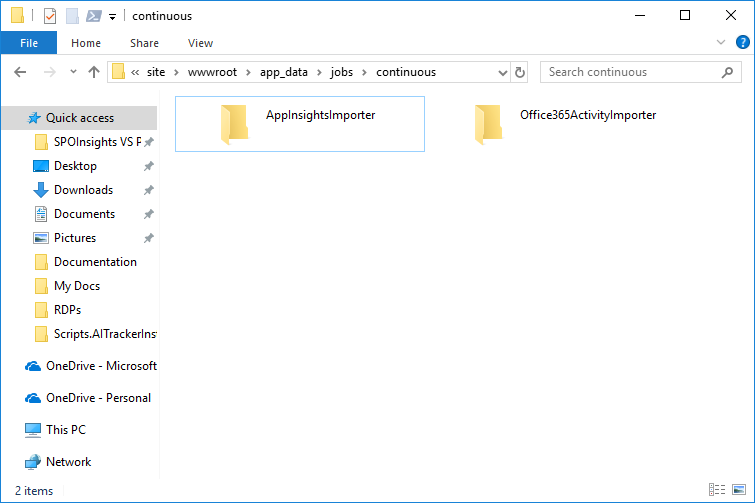 continuous
File Home Share View
« site > wwwroot > app_data > jobs > continuous
Search continuous
Quick access
SPOInsights VS P
Desktop
Downloads
Documents
Pictures
Documentation
My Docs
RDPs
Scripts.AITrackerIns
OneDrive - Microsoft
OneDrive - Personal
This PC
Network
AppInsightsImporter
Office365ActivityImporter
2 items